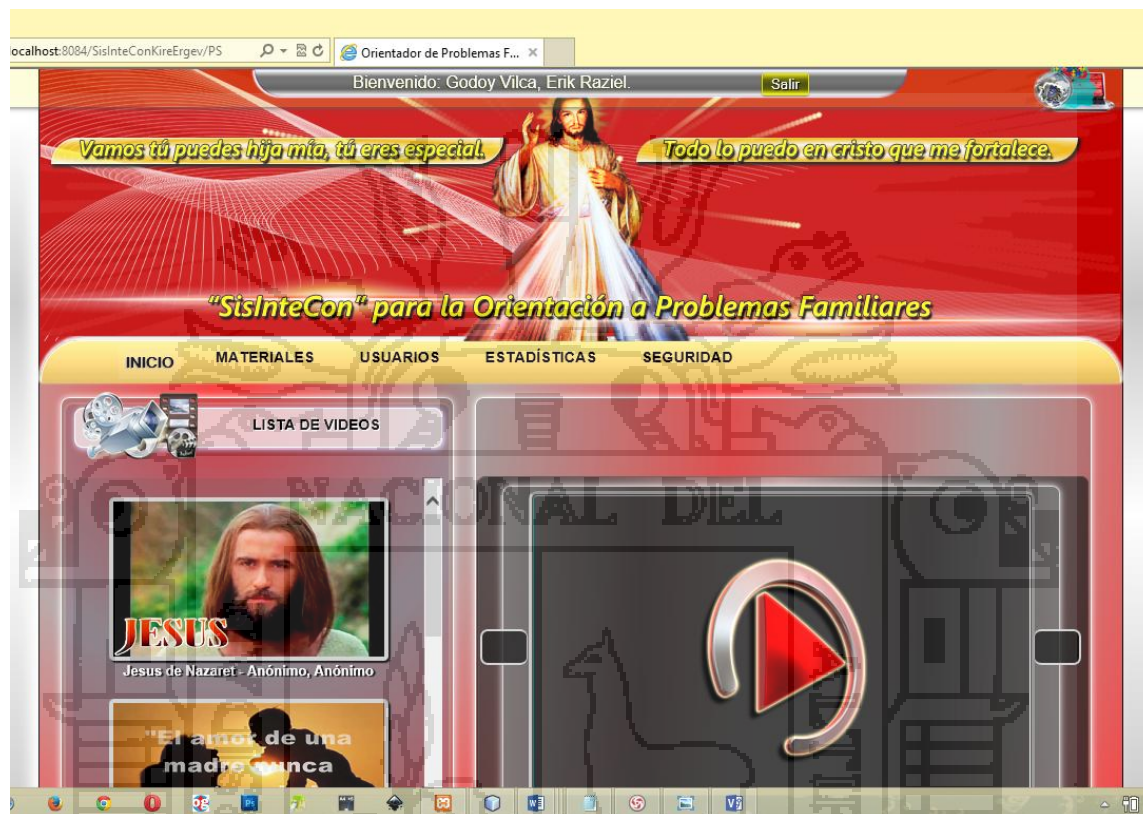 localhost:8084/SisInteConKireErgev/PS
Orientador de Problemas F...
Bienvenido: Godoy Vilca, Erik Raziel.
Salir
Vamos tú puedes hija mía, tú eres especial.
Todo lo puedo en cristo que me fortalece.
"SisInteCon" para la Orientación a Problemas Familiares
INICIO MATERIALES USUARIOS ESTADÍSTICAS SEGURIDAD
LISTA DE VIDEOS
NACIONAL DEL
JESUS
Jesus de Nazaret - Anónimo, Anónimo
"El amor de una
madre nunca